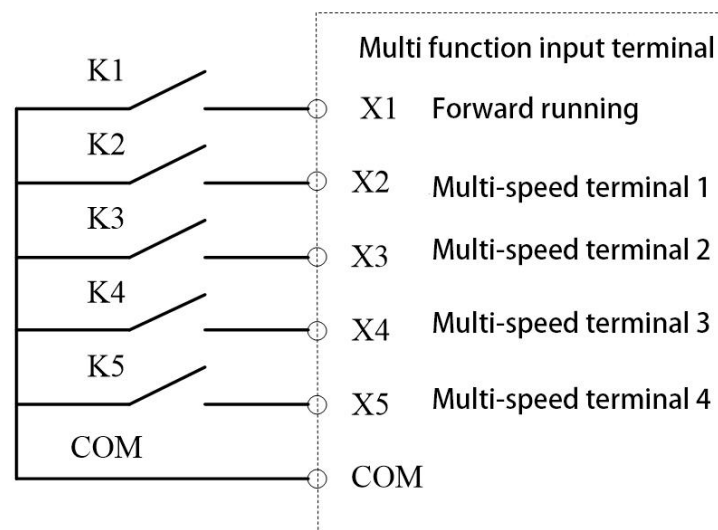 Multi function input terminal
K1
X1 Forward running
K2
X2 Multi-speed terminal 1
K3
X3 Multi-speed terminal 2
K4
X4 Multi-speed terminal 3
K5
X5 Multi-speed terminal 4
COM
COM